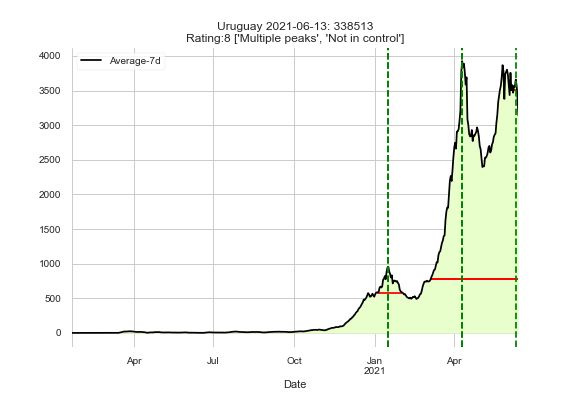 Uruguay 2021-06-13: 338513
Rating:8 ['Multiple peaks', 'Not in control']
Average-7d
4000
3500
3000
2500
2000
1500
1000
500
0
Apr
Jul
Oct
Jan
2021
Apr
Date